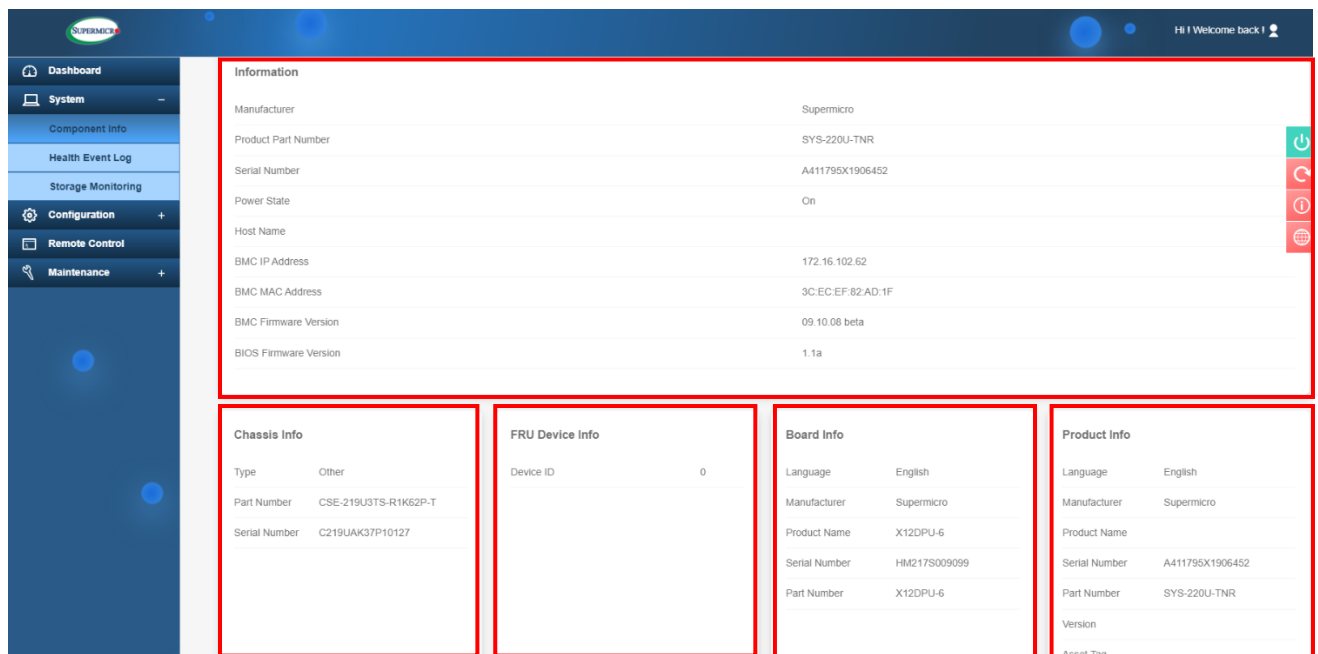 SUPERMICRO
Hi ! Welcome back !
Dashboard
System –
Component Info
Health Event Log
Storage Monitoring
Configuration +
Remote Control
Maintenance +
Information
Manufacturer Supermicro
Product Part Number SYS-220U-TNR
Serial Number A411795X1906452
Power State On
Host Name
BMC IP Address 172.16.102.62
BMC MAC Address 3C:EC:EF:82:AD:1F
BMC Firmware Version 09.10.08 beta
BIOS Firmware Version 1.1a
Chassis Info
Type Other
Part Number CSE-219U3TS-R1K62P-T
Serial Number C219UAK37P10127
FRU Device Info
Device ID 0
Board Info
Language English
Manufacturer Supermicro
Product Name X12DPU-6
Serial Number HM217S009099
Part Number X12DPU-6
Product Info
Language English
Manufacturer Supermicro
Product Name
Serial Number A411795X1906452
Part Number SYS-220U-TNR
Version
Asset Tag